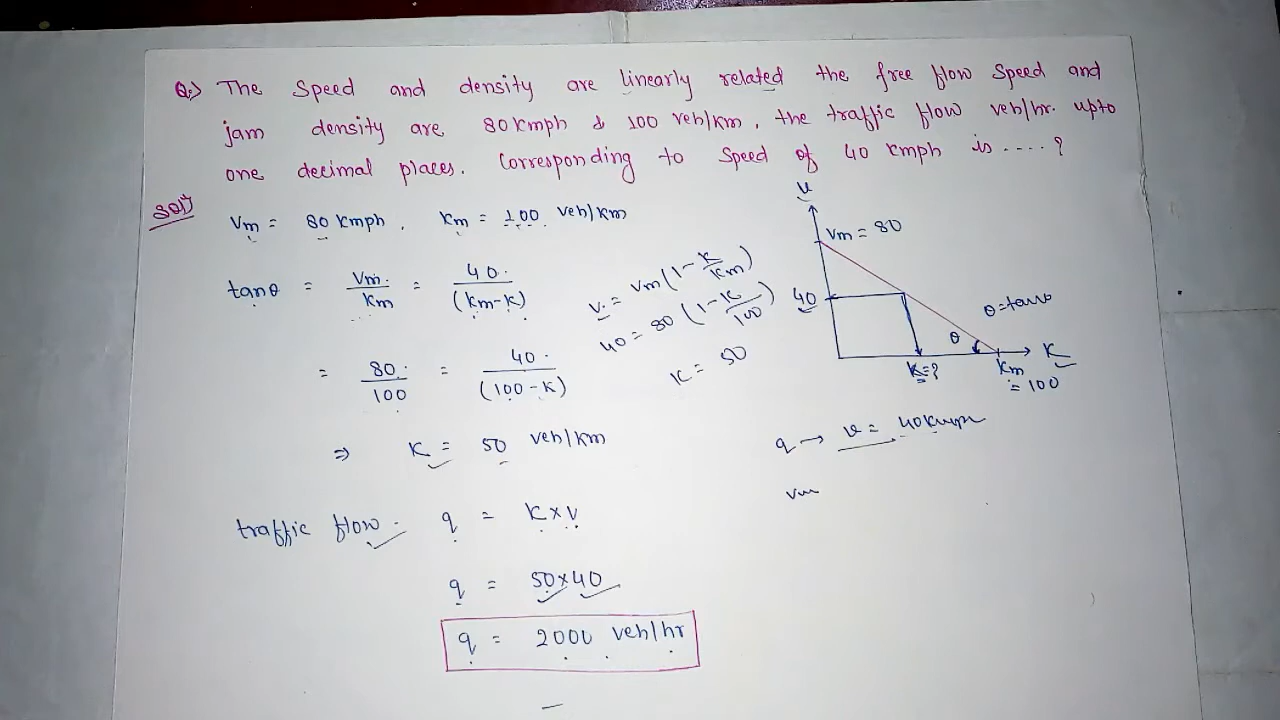 Q:) The Speed and density are linearly related the free flow Speed and
jam density are 80 Kmph & 100 veh/Km, the traffic flow veh/hr. upto
one decimal places. Corresponding to Speed of 40 Kmph is ....?
Sol)
Vm = 80 Kmph, Km = 100 veh/Km
tanθ = Vm/Km = 40/(Km-K)
= 80/100 = 40/(100-K)
⇒ K = 50 veh/Km
traffic flow - q = K×V
q = 50×40
q = 2000 veh/hr
V = Vm(1-K/Km)
40 = 80(1-K/100)
K = 50
V
Vm = 80
40
θ
θ=tanθ
K
K=?
Km
= 100
q → V = 40Kmph
Vm